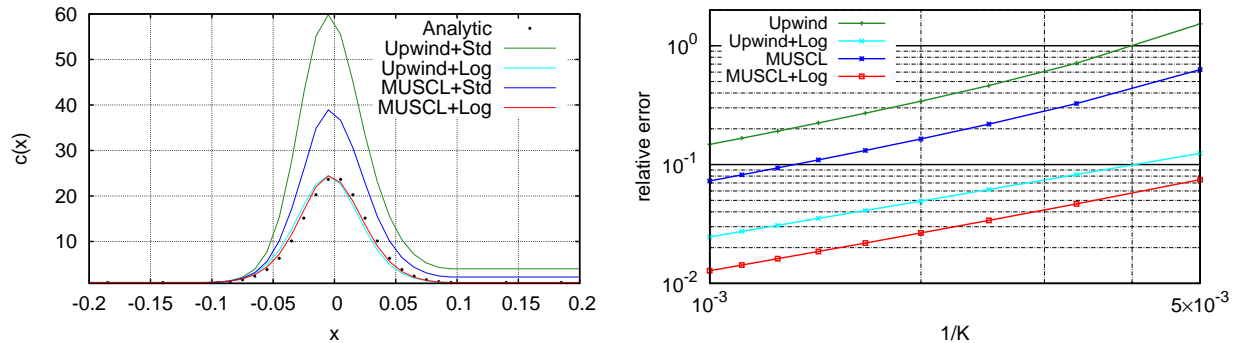 60
50
40
30
20
10
c(x)
-0.2
-0.15
-0.1
-0.05
0
0.05
0.1
0.15
0.2
x
Analytic
Upwind+Std
Upwind+Log
MUSCL+Std
MUSCL+Log
10^0
10^-1
10^-2
relative error
10^-3
5×10^-3
1/K
Upwind
Upwind+Log
MUSCL
MUSCL+Log